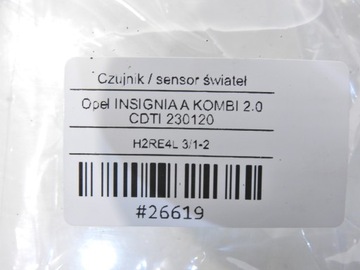 Czujnik / sensor świateł
Opel INSIGNIA A KOMBI 2.0
CDTI 230120
H2RE4L 3/1-2
#26619